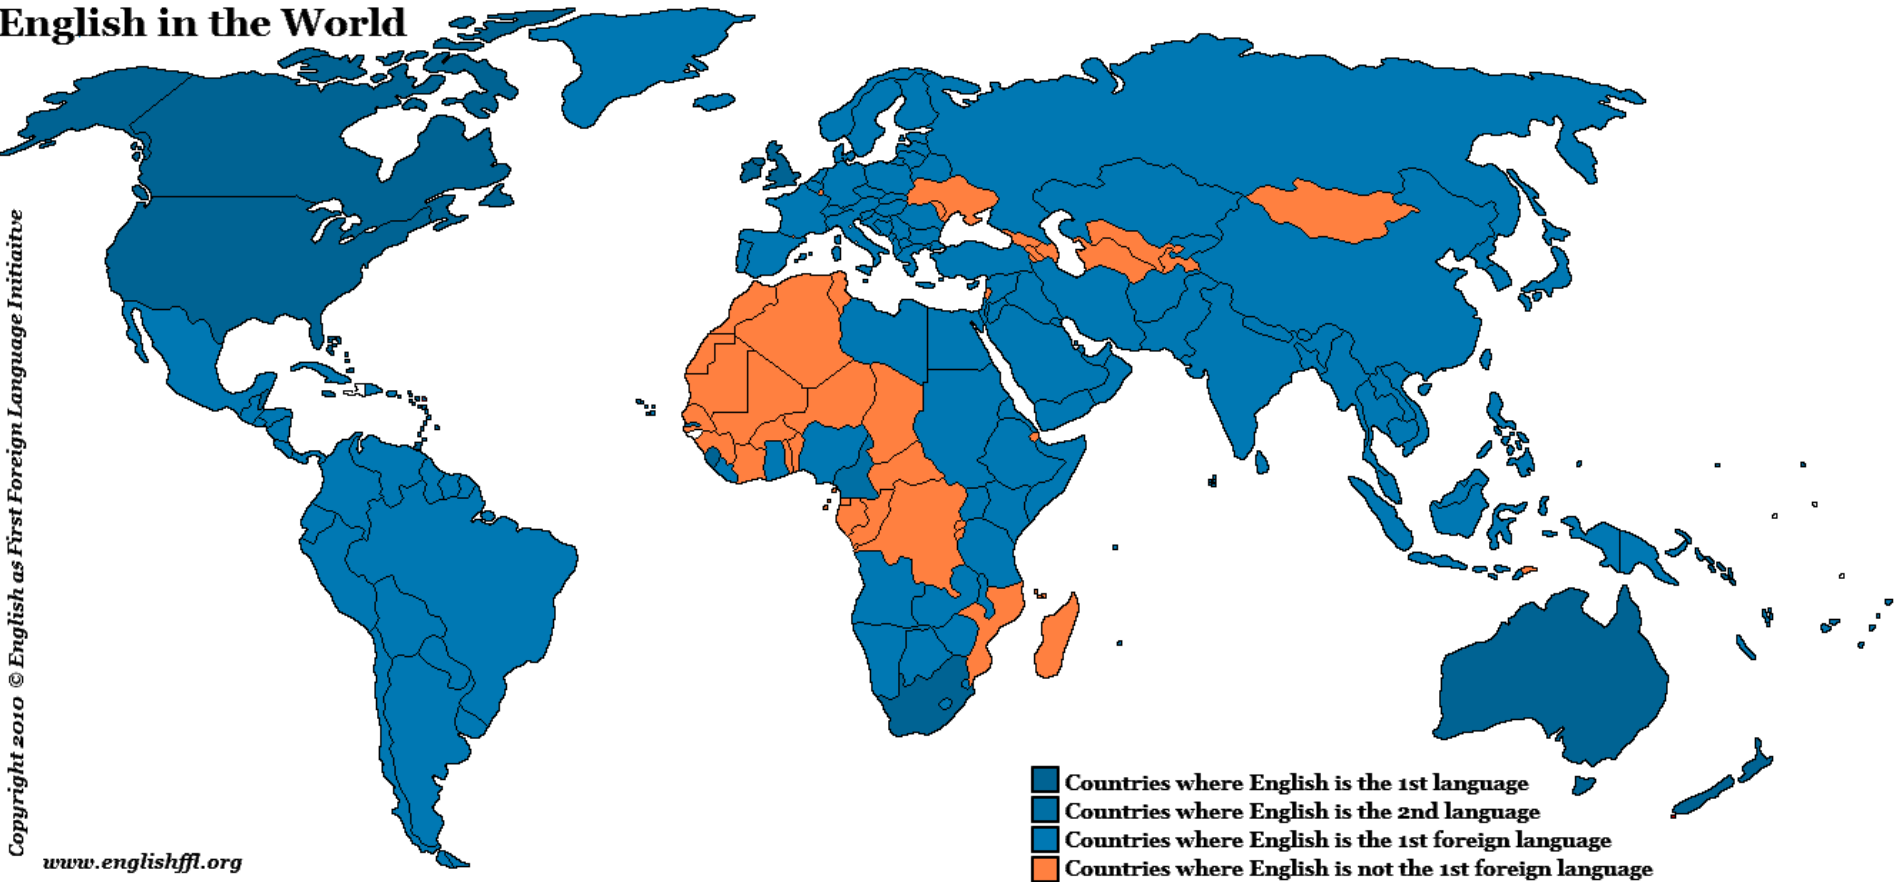 English in the World
Copyright 2010 © English as First Foreign Language Initiaitve
www.englishffl.org
Countries where English is the 1st language
Countries where English is the 2nd language
Countries where English is the 1st foreign language
Countries where English is not the 1st foreign language